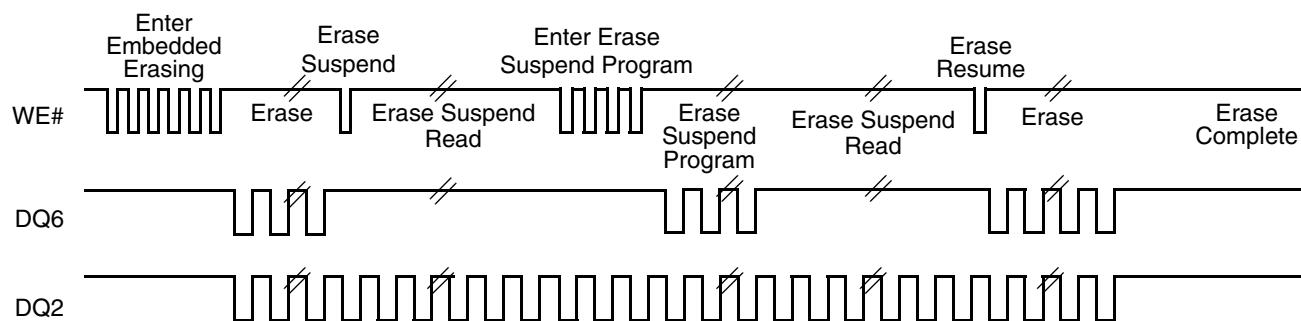 Enter
Embedded
Erasing
Erase
Suspend
Enter Erase
Suspend Program
Erase
Resume
WE#
Erase
Erase Suspend
Read
Erase
Suspend
Program
Erase Suspend
Read
Erase
Erase
Complete
DQ6
DQ2